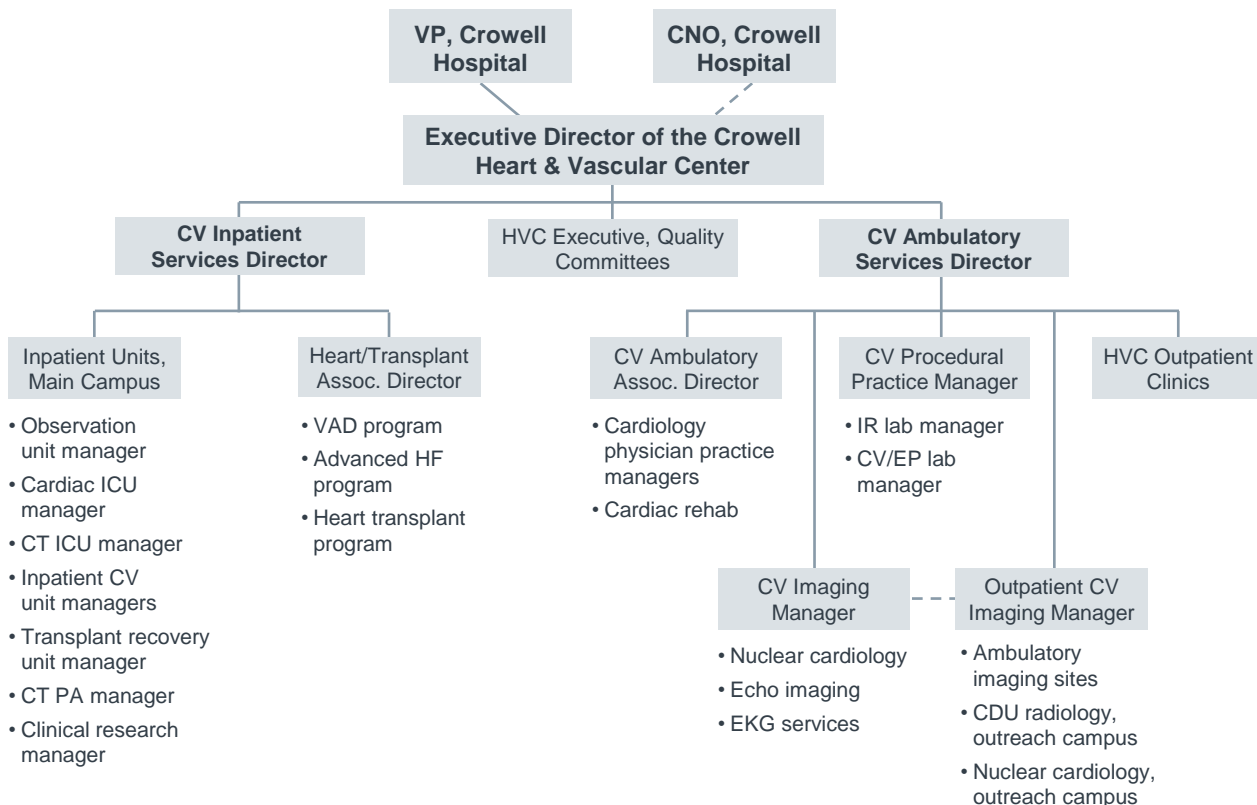 VP, Crowell
Hospital
CNO, Crowell
Hospital
Executive Director of the Crowell
Heart & Vascular Center
CV Inpatient
Services Director
HVC Executive, Quality
Committees
CV Ambulatory
Services Director
Inpatient Units,
Main Campus
• Observation
unit manager
• Cardiac ICU
manager
• CT ICU manager
• Inpatient CV
unit managers
• Transplant recovery
unit manager
• CT PA manager
• Clinical research
manager
Heart/Transplant
Assoc. Director
• VAD program
• Advanced HF
program
• Heart transplant
program
CV Ambulatory
Assoc. Director
• Cardiology
physician practice
managers
• Cardiac rehab
CV Procedural
Practice Manager
• IR lab manager
• CV/EP lab
manager
HVC Outpatient
Clinics
CV Imaging
Manager
• Nuclear cardiology
• Echo imaging
• EKG services
Outpatient CV
Imaging Manager
• Ambulatory
imaging sites
• CDU radiology,
outreach campus
• Nuclear cardiology,
outreach campus